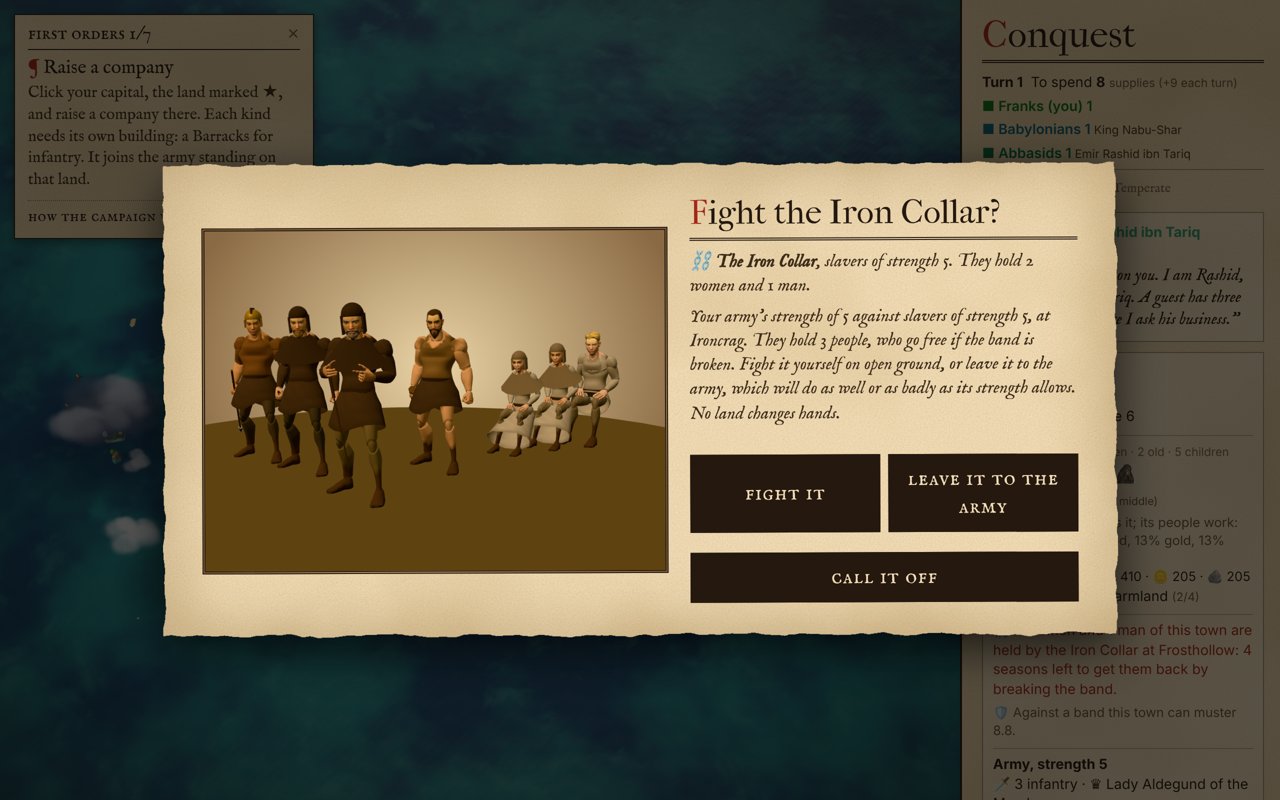 FIRST ORDERS 1/7 ×
¶ Raise a company
Click your capital, the land marked ★,
and raise a company there. Each kind
needs its own building: a Barracks for
infantry. It joins the army standing on
that land.
HOW THE CAMPAIGN
Fight the Iron Collar?
The Iron Collar, slavers of strength 5. They hold 2
women and 1 man.
Your army's strength of 5 against slavers of strength 5, at
Ironcrag. They hold 3 people, who go free if the band is
broken. Fight it yourself on open ground, or leave it to the
army, which will do as well or as badly as its strength allows.
No land changes hands.
FIGHT IT
LEAVE IT TO THE
ARMY
CALL IT OFF
Conquest
Turn 1 To spend 8 supplies (+9 each turn)
Franks (you) 1
Babylonians 1 King Nabu-Shar
Abbasids 1 Emir Rashid ibn Tariq
Temperate
ibn Tariq
on you. I am Rashid,
A guest has three
I ask his business.”
6
· 2 old · 5 children
(middle)
it; its people work:
13% gold, 13%
410 · 205 · 205
(2/4)
man of this town are
held by the Iron Collar at Frosthollow: 4
seasons left to get them back by
breaking the band.
Against a band this town can muster
8.8.
Army, strength 5
3 infantry · ♛ Lady Aldegund of the